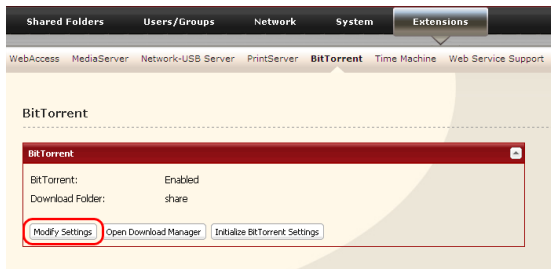 Shared Folders Users/Groups Network System Extensions
WebAccess MediaServer Network-USB Server PrintServer BitTorrent Time Machine Web Service Support
BitTorrent
BitTorrent
BitTorrent: Enabled
Download Folder: share
Modify Settings Open Download Manager Initialize BitTorrent Settings